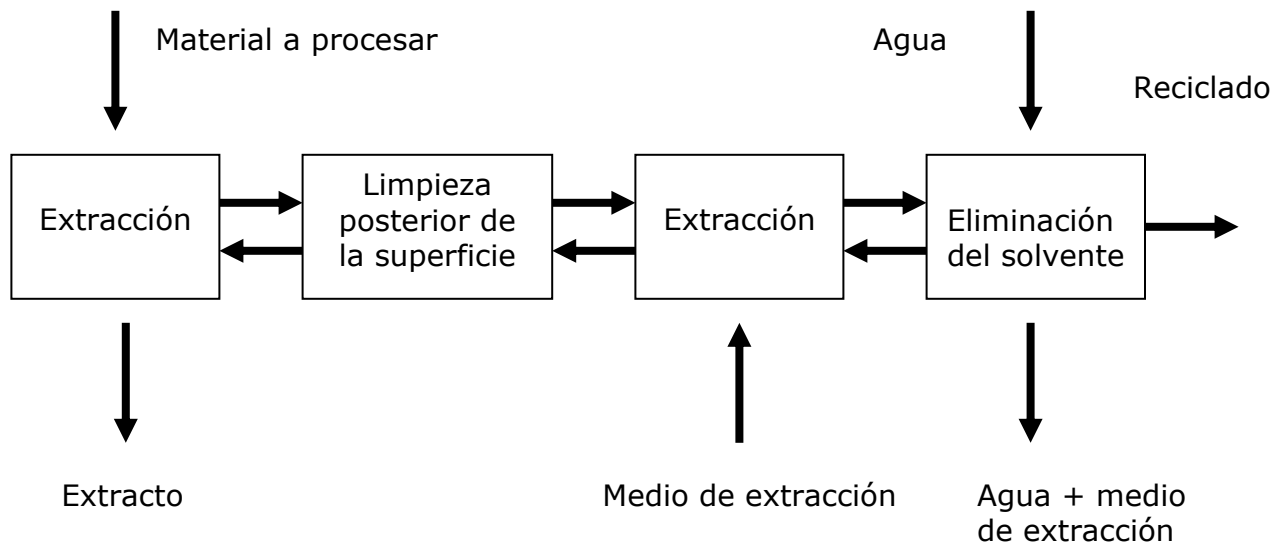 Material a procesar
Agua
Reciclado
Extracción
Limpieza
posterior de
la superficie
Extracción
Eliminación
del solvente
Extracto
Medio de extracción
Agua + medio
de extracción